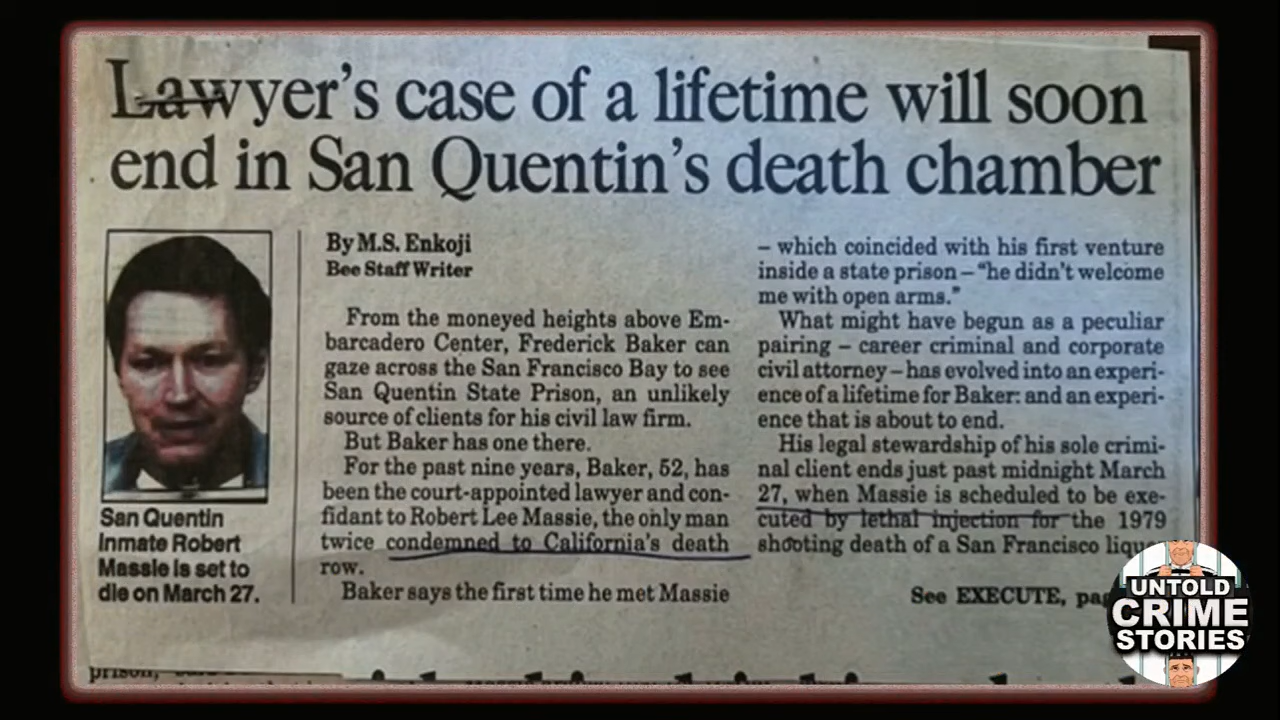 Lawyer's case of a lifetime will soon
end in San Quentin's death chamber
San Quentin
Inmate Robert
Massie is set to
die on March 27.
By M.S. Enkoji
Bee Staff Writer
From the moneyed heights above Em-
barcadero Center, Frederick Baker can
gaze across the San Francisco Bay to see
San Quentin State Prison, an unlikely
source of clients for his civil law firm.
But Baker has one there.
For the past nine years, Baker, 52, has
been the court-appointed lawyer and con-
fidant to Robert Lee Massie, the only man
twice condemned to California's death
row.
Baker says the first time he met Massie
– which coincided with his first venture
inside a state prison – "he didn't welcome
me with open arms."
What might have begun as a peculiar
pairing – career criminal and corporate
civil attorney – has evolved into an experi-
ence of a lifetime for Baker: and an experi-
ence that is about to end.
His legal stewardship of his sole crimi-
nal client ends just past midnight March
27, when Massie is scheduled to be exe-
cuted by lethal injection for the 1979
shooting death of a San Francisco
See EXECUTE,
prison,
UNTOLD
CRIME
STORIES